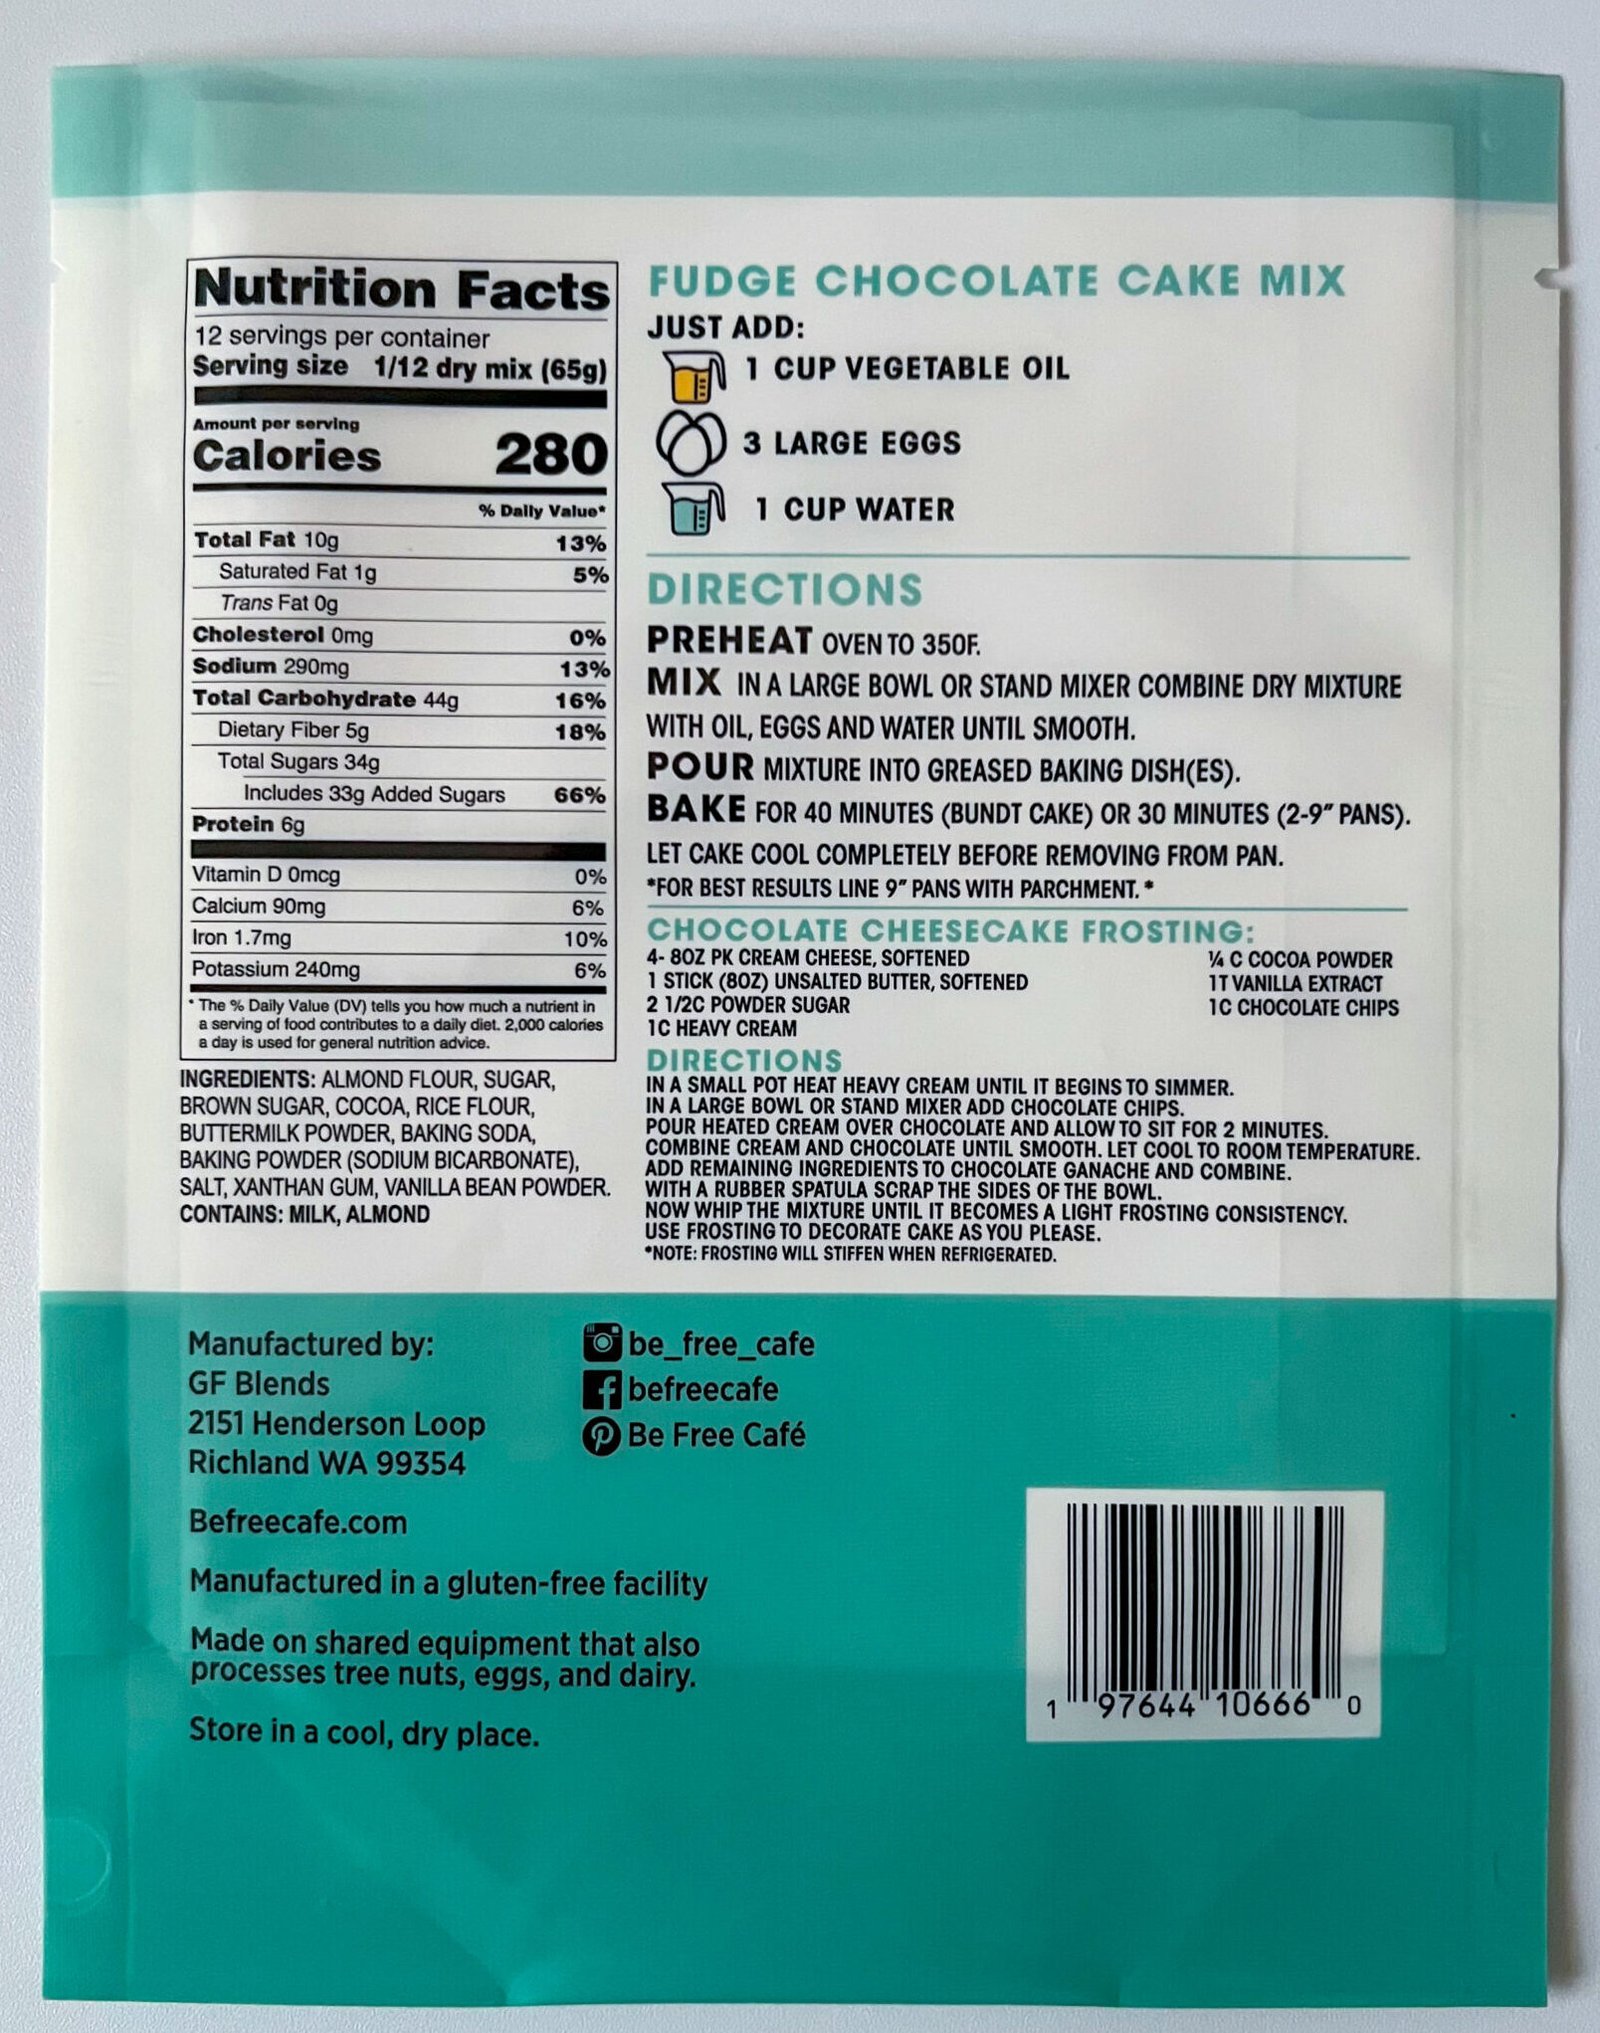 Nutrition Facts
12 servings per container
Serving size 1/12 dry mix (65g)
Amount per serving
Calories 280
% Daily Value*
Total Fat 10g 13%
Saturated Fat 1g 5%
Trans Fat 0g
Cholesterol 0mg 0%
Sodium 290mg 13%
Total Carbohydrate 44g 16%
Dietary Fiber 5g 18%
Total Sugars 34g
Includes 33g Added Sugars 66%
Protein 6g
Vitamin D 0mcg 0%
Calcium 90mg 6%
Iron 1.7mg 10%
Potassium 240mg 6%
* The % Daily Value (DV) tells you how much a nutrient in
a serving of food contributes to a daily diet. 2,000 calories
a day is used for general nutrition advice.
INGREDIENTS: ALMOND FLOUR, SUGAR,
BROWN SUGAR, COCOA, RICE FLOUR,
BUTTERMILK POWDER, BAKING SODA,
BAKING POWDER (SODIUM BICARBONATE),
SALT, XANTHAN GUM, VANILLA BEAN POWDER.
CONTAINS: MILK, ALMOND
FUDGE CHOCOLATE CAKE MIX
JUST ADD:
1 CUP VEGETABLE OIL
3 LARGE EGGS
1 CUP WATER
DIRECTIONS
PREHEAT OVEN TO 350F.
MIX IN A LARGE BOWL OR STAND MIXER COMBINE DRY MIXTURE
WITH OIL, EGGS AND WATER UNTIL SMOOTH.
POUR MIXTURE INTO GREASED BAKING DISH(ES).
BAKE FOR 40 MINUTES (BUNDT CAKE) OR 30 MINUTES (2-9" PANS).
LET CAKE COOL COMPLETELY BEFORE REMOVING FROM PAN.
*FOR BEST RESULTS LINE 9" PANS WITH PARCHMENT. *
CHOCOLATE CHEESECAKE FROSTING:
4- 8OZ PK CREAM CHEESE, SOFTENED
1 STICK (8OZ) UNSALTED BUTTER, SOFTENED
2 1/2C POWDER SUGAR
1C HEAVY CREAM
¼ C COCOA POWDER
1T VANILLA EXTRACT
1C CHOCOLATE CHIPS
DIRECTIONS
IN A SMALL POT HEAT HEAVY CREAM UNTIL IT BEGINS TO SIMMER.
IN A LARGE BOWL OR STAND MIXER ADD CHOCOLATE CHIPS.
POUR HEATED CREAM OVER CHOCOLATE AND ALLOW TO SIT FOR 2 MINUTES.
COMBINE CREAM AND CHOCOLATE UNTIL SMOOTH. LET COOL TO ROOM TEMPERATURE.
ADD REMAINING INGREDIENTS TO CHOCOLATE GANACHE AND COMBINE.
WITH A RUBBER SPATULA SCRAP THE SIDES OF THE BOWL.
NOW WHIP THE MIXTURE UNTIL IT BECOMES A LIGHT FROSTING CONSISTENCY.
USE FROSTING TO DECORATE CAKE AS YOU PLEASE.
*NOTE: FROSTING WILL STIFFEN WHEN REFRIGERATED.
Manufactured by:
GF Blends
2151 Henderson Loop
Richland WA 99354
Befreecafe.com
Manufactured in a gluten-free facility
Made on shared equipment that also
processes tree nuts, eggs, and dairy.
Store in a cool, dry place.
be_free_cafe
befreecafe
Be Free Café
1 97644 10666 0